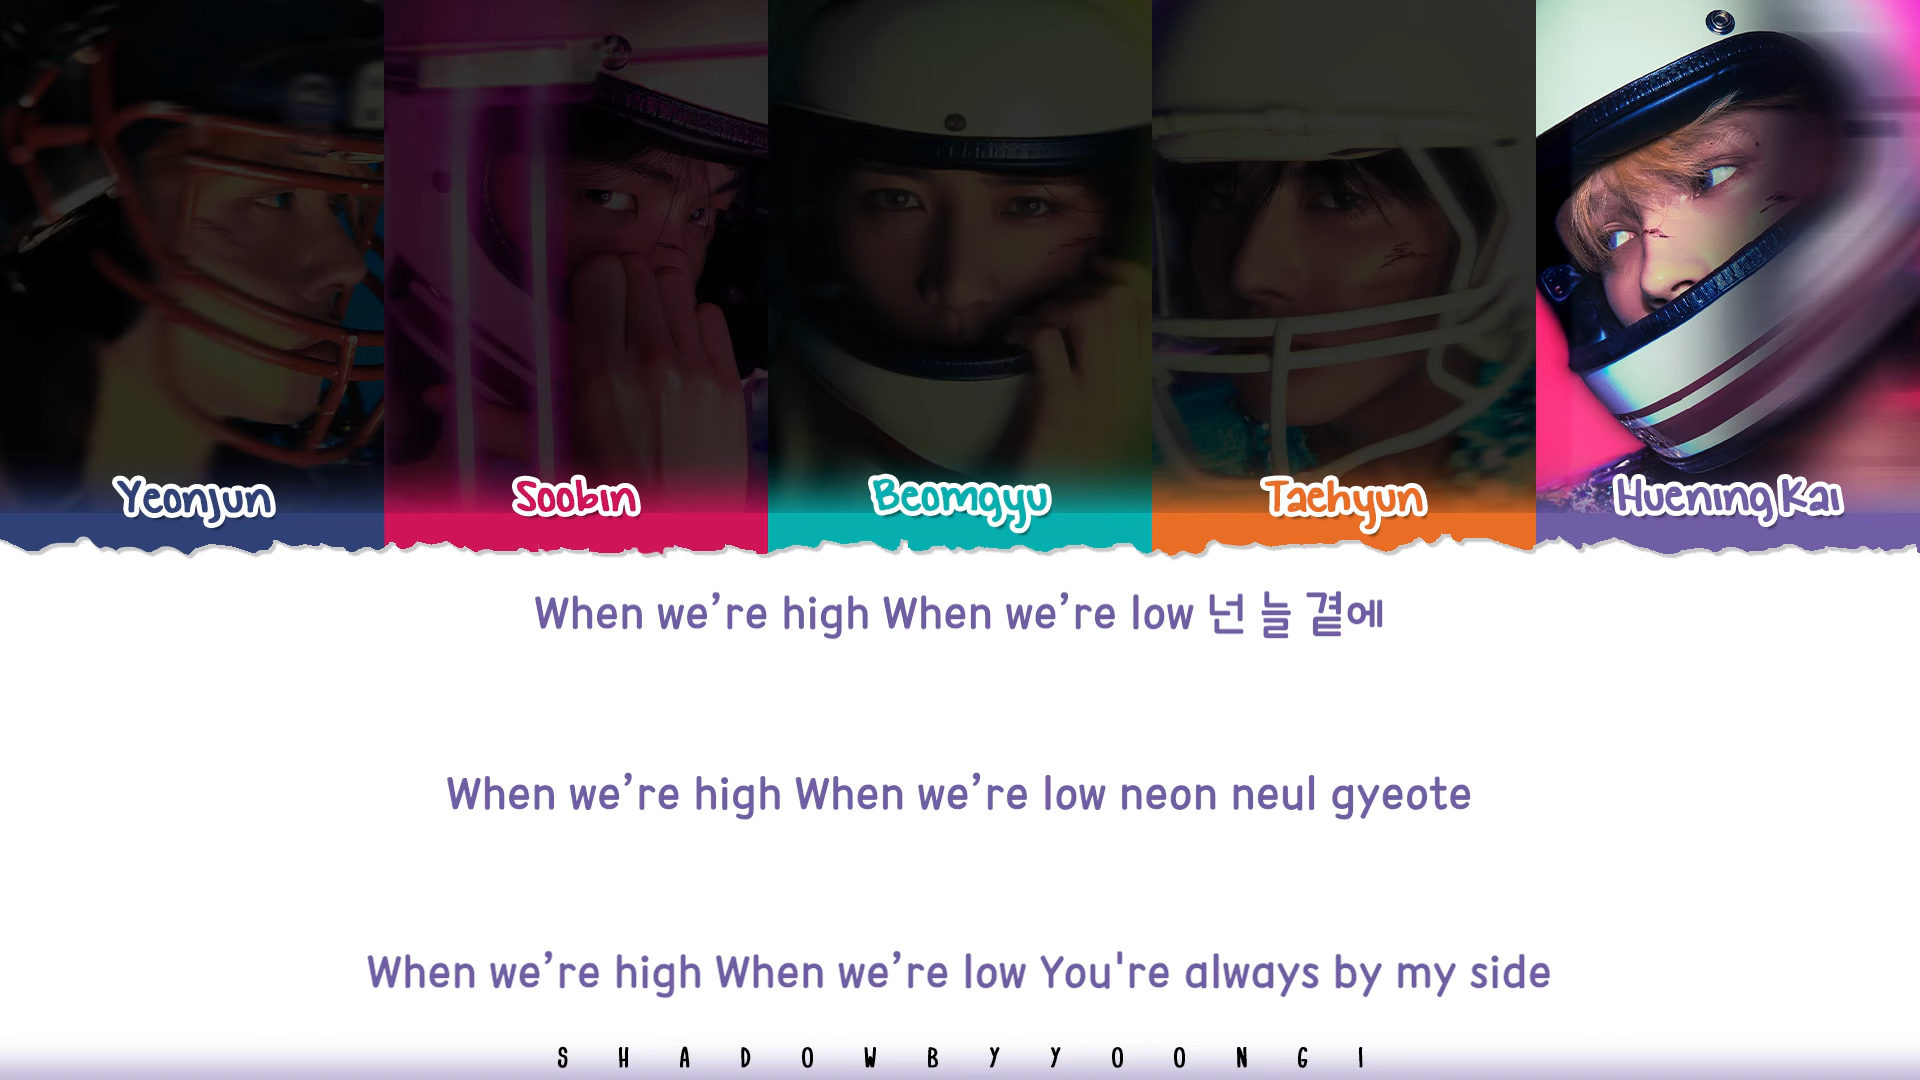 Yeonjun Soobin Beomgyu Taehyun Huening Kai
When we’re high When we’re low 넌 늘 곁에
When we’re high When we’re low neon neul gyeote
When we’re high When we’re low You're always by my side
SHADOWBYYOONGI